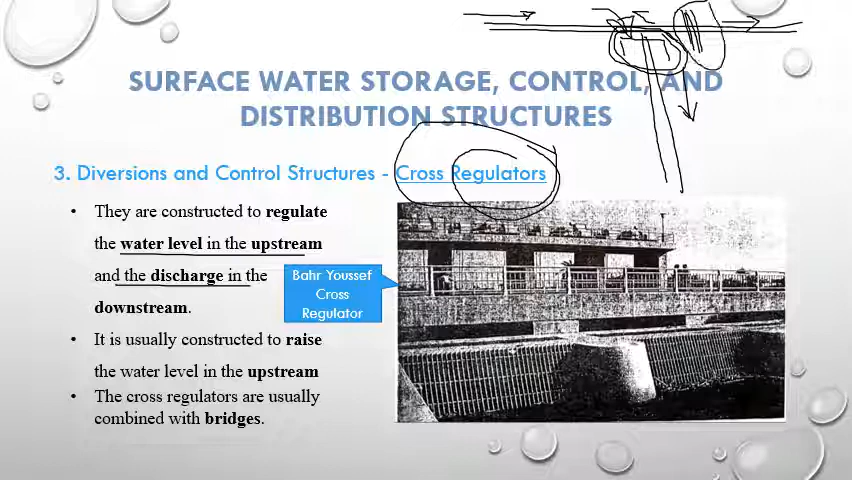 SURFACE WATER STORAGE, CONTROL, AND
DISTRIBUTION STRUCTURES
3. Diversions and Control Structures - Cross Regulators
• They are constructed to regulate
the water level in the upstream
and the discharge in the
downstream.
• It is usually constructed to raise
the water level in the upstream
• The cross regulators are usually
combined with bridges.
Bahr Youssef
Cross
Regulator